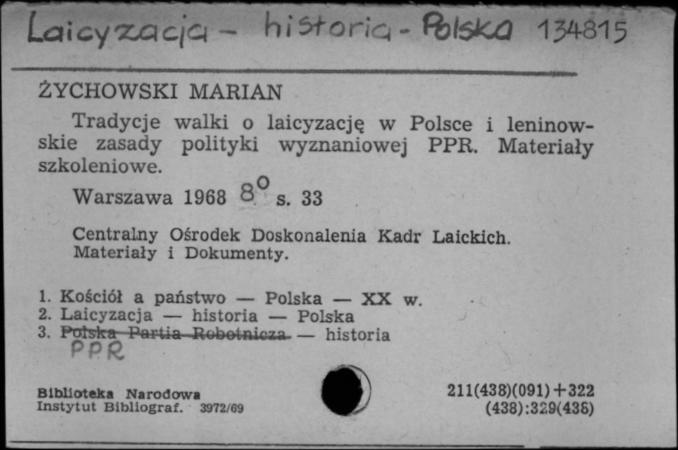 Laicyzacja - historia - Polska 134815
ŻYCHOWSKI MARIAN
Tradycje walki o laicyzację w Polsce i leninow-
skie zasady polityki wyznaniowej PPR. Materiały
szkoleniowe.
Warszawa 1968 8° s. 33
Centralny Ośrodek Doskonalenia Kadr Laickich.
Materiały i Dokumenty.
1. Kościół a państwo — Polska — XX w.
2. Laicyzacja — historia — Polska
3. Polska Partia Robotnicza — historia
PPR
Biblioteka Narodowa 211(438)(091)+322
Instytut Bibliograf. 3972/69 (438):329(438)